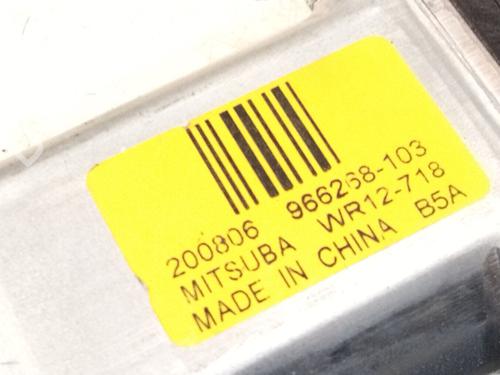 200806 966268-103
MITSUBA WR12-718
MADE IN CHINA B5A